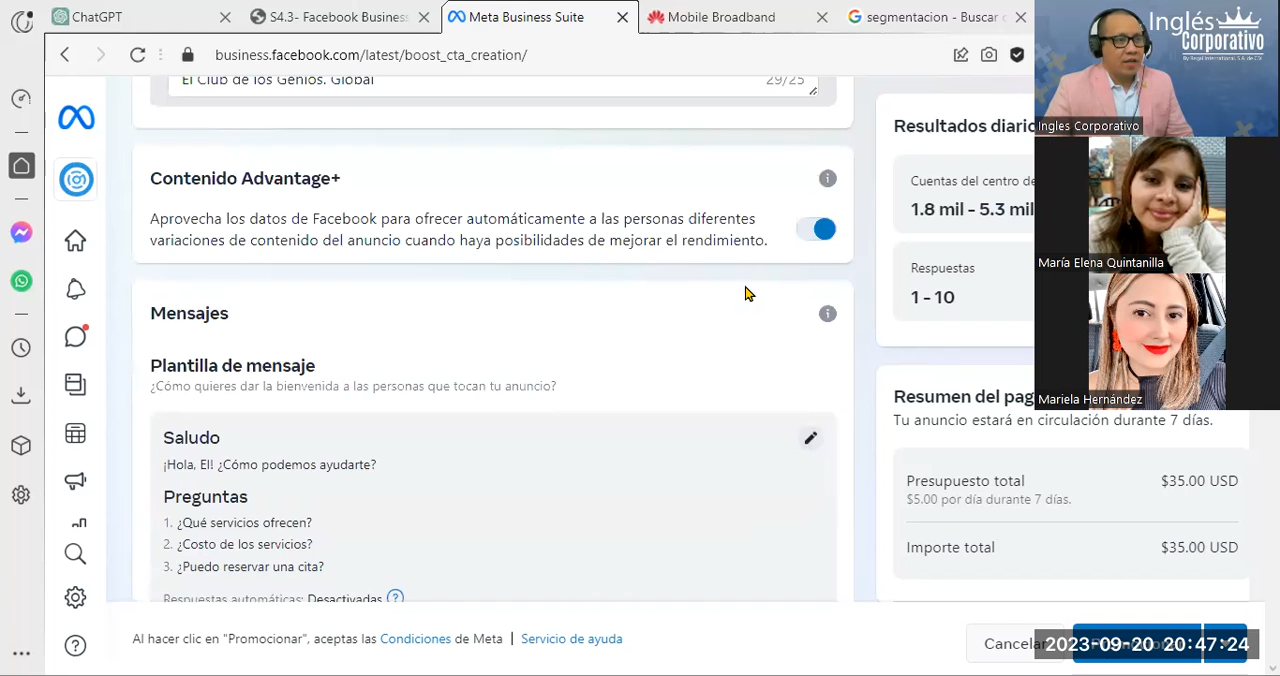 ChatGPT
S4.3- Facebook Business
Meta Business Suite
Mobile Broadband
segmentacion - Buscar
business.facebook.com/latest/boost_cta_creation/
Inglés
Corporativo
By Regal International, S.A. de C.V.
Ingles Corporativo
María Elena Quintanilla
Mariela Hernández
El Club de los Genios. Global
29/25
Contenido Advantage+
Aprovecha los datos de Facebook para ofrecer automáticamente a las personas diferentes
variaciones de contenido del anuncio cuando haya posibilidades de mejorar el rendimiento.
Mensajes
Plantilla de mensaje
¿Cómo quieres dar la bienvenida a las personas que tocan tu anuncio?
Saludo
¡Hola, El! ¿Cómo podemos ayudarte?
Preguntas
1. ¿Qué servicios ofrecen?
2. ¿Costo de los servicios?
3. ¿Puedo reservar una cita?
Respuestas automáticas: Desactivadas
Resultados diario
Cuentas del centro de
1.8 mil - 5.3 mil
Respuestas
1 - 10
Resumen del pag
Tu anuncio estará en circulación durante 7 días.
Presupuesto total $35.00 USD
$5.00 por día durante 7 días.
Importe total $35.00 USD
Al hacer clic en "Promocionar", aceptas las Condiciones de Meta | Servicio de ayuda
Cancelar
2023-09-20 20:47:24